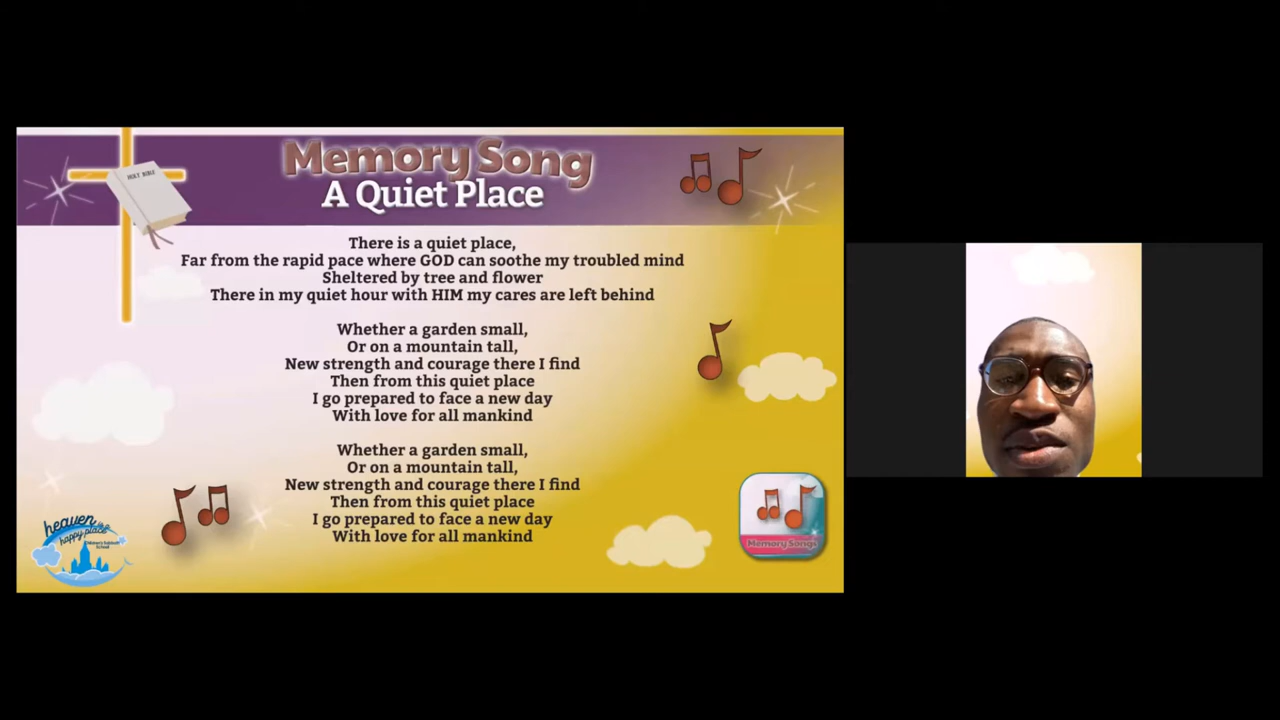 Memory Song
A Quiet Place
HOLY BIBLE
There is a quiet place,
Far from the rapid pace where GOD can soothe my troubled mind
Sheltered by tree and flower
There in my quiet hour with HIM my cares are left behind
Whether a garden small,
Or on a mountain tall,
New strength and courage there I find
Then from this quiet place
I go prepared to face a new day
With love for all mankind
Whether a garden small,
Or on a mountain tall,
New strength and courage there I find
Then from this quiet place
I go prepared to face a new day
With love for all mankind
heaven is a
happy place
School
Memory Songs